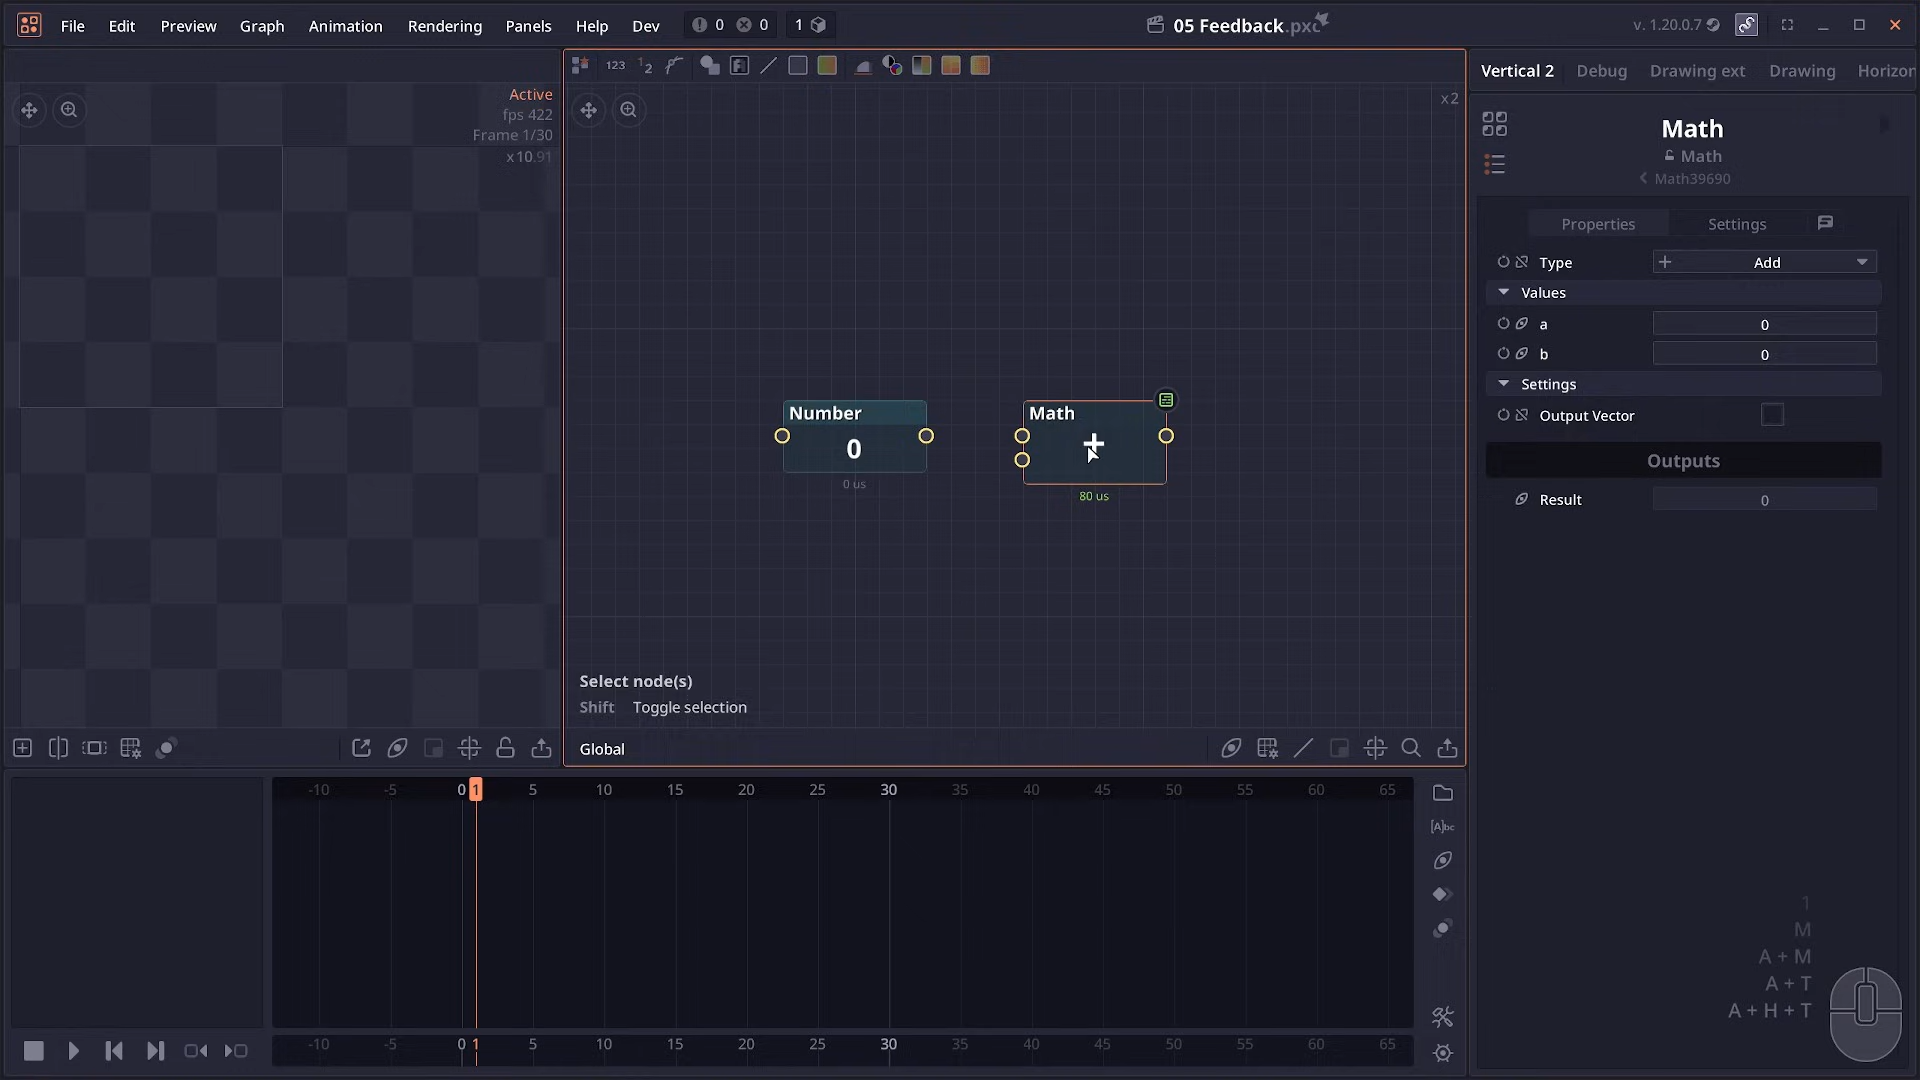 File Edit Preview Graph Animation Rendering Panels Help Dev 0 0 1 05 Feedback.pxc v. 1.20.0.7
Active
fps 422
Frame 1/30
x10.91
123 1 2
x2
Number
0
0 us
Math
+
80 us
Select node(s)
Shift Toggle selection
Global
Vertical 2 Debug Drawing ext Drawing Horizon
Math
Math
Math39690
Properties Settings
Type + Add
Values
a 0
b 0
Settings
Output Vector
Outputs
Result 0
-10 -5 0 1 5 10 15 20 25 30 35 40 45 50 55 60 65
[A]bc
-10 -5 0 1 5 10 15 20 25 30 35 40 45 50 55 60 65
1
M
A + M
A + T
A + H + T